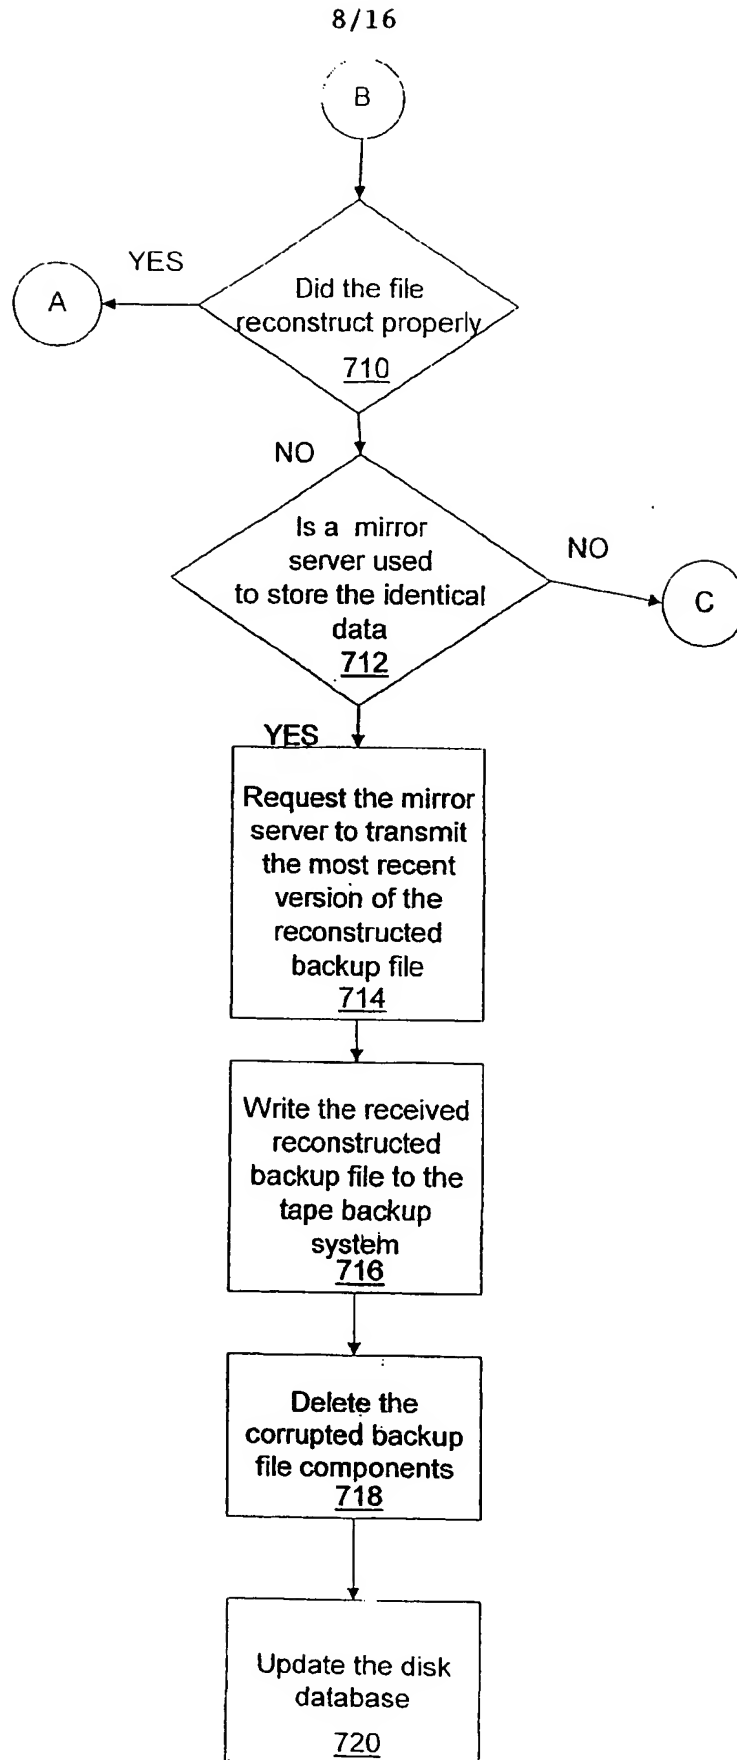 8/16
B
YES
A
Did the file
reconstruct properly
710
NO
Is a mirror
server used
to store the identical
data
712
NO
C
YES
Request the mirror
server to transmit
the most recent
version of the
reconstructed
backup file
714
Write the received
reconstructed
backup file to the
tape backup
system
716
Delete the
corrupted backup
file components
718
Update the disk
database
720